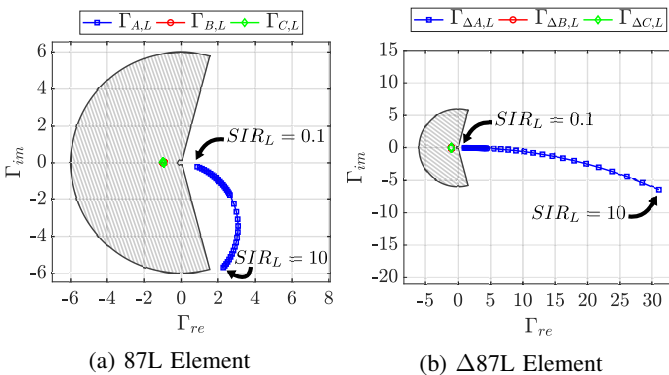 Γ_{A,L} Γ_{B,L} Γ_{C,L}
6
4
2
0
-2
-4
-6
Γ_{im}
SIR_L = 0.1
SIR_L = 10
-6 -4 -2 0 2 4 6 8
Γ_{re}
(a) 87L Element
Γ_{ΔA,L} Γ_{ΔB,L} Γ_{ΔC,L}
15
10
5
0
-5
-10
-15
-20
Γ_{im}
SIR_L = 0.1
SIR_L = 10
-5 0 5 10 15 20 25 30
Γ_{re}
(b) Δ87L Element